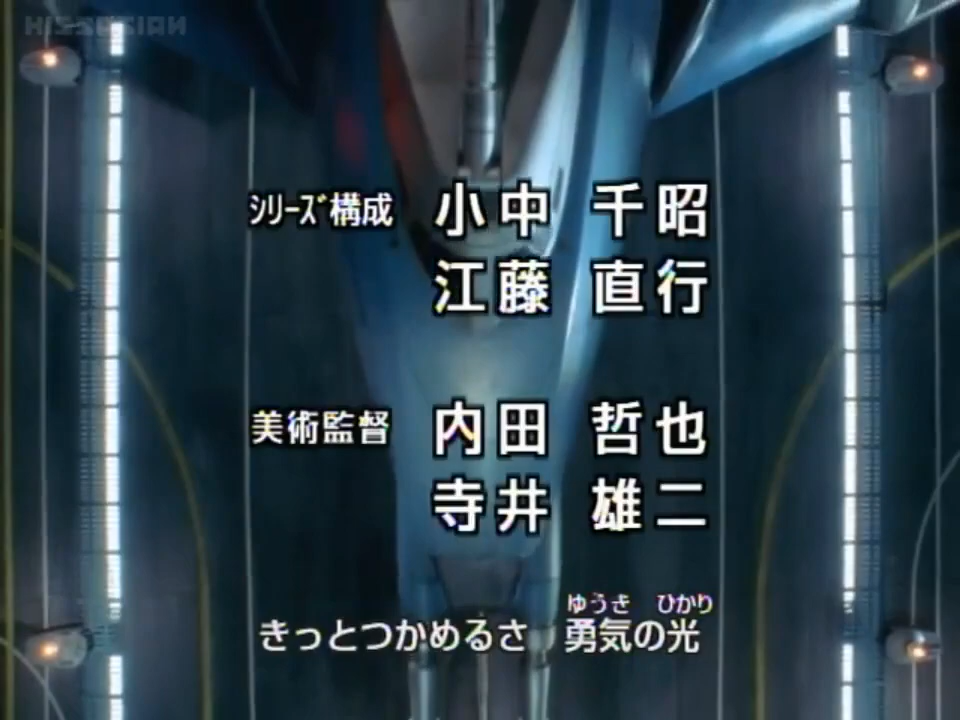 HISSATSAN
シリーズ構成 小中 千昭
江藤 直行
美術監督 内田 哲也
寺井 雄二
ゆうき ひかり
きっとつかめるさ 勇気の光